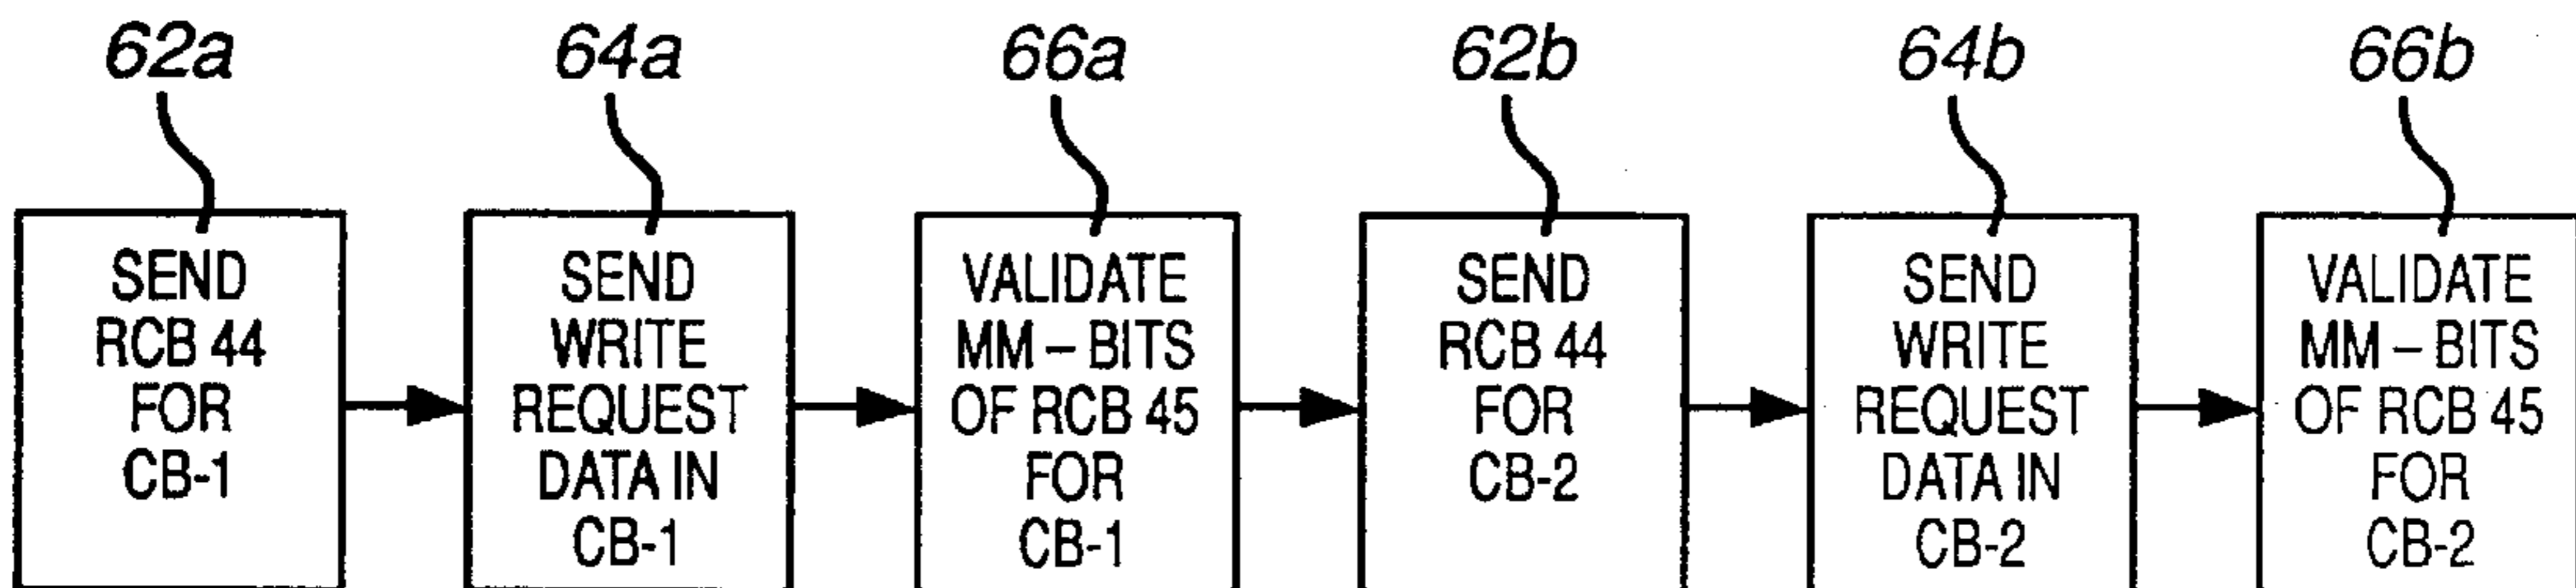 62a
64a
66a
62b
64b
66b
SEND
RCB 44
FOR
CB-1
SEND
WRITE
REQUEST
DATA IN
CB-1
VALIDATE
MM – BITS
OF RCB 45
FOR
CB-1
SEND
RCB 44
FOR
CB-2
SEND
WRITE
REQUEST
DATA IN
CB-2
VALIDATE
MM – BITS
OF RCB 45
FOR
CB-2